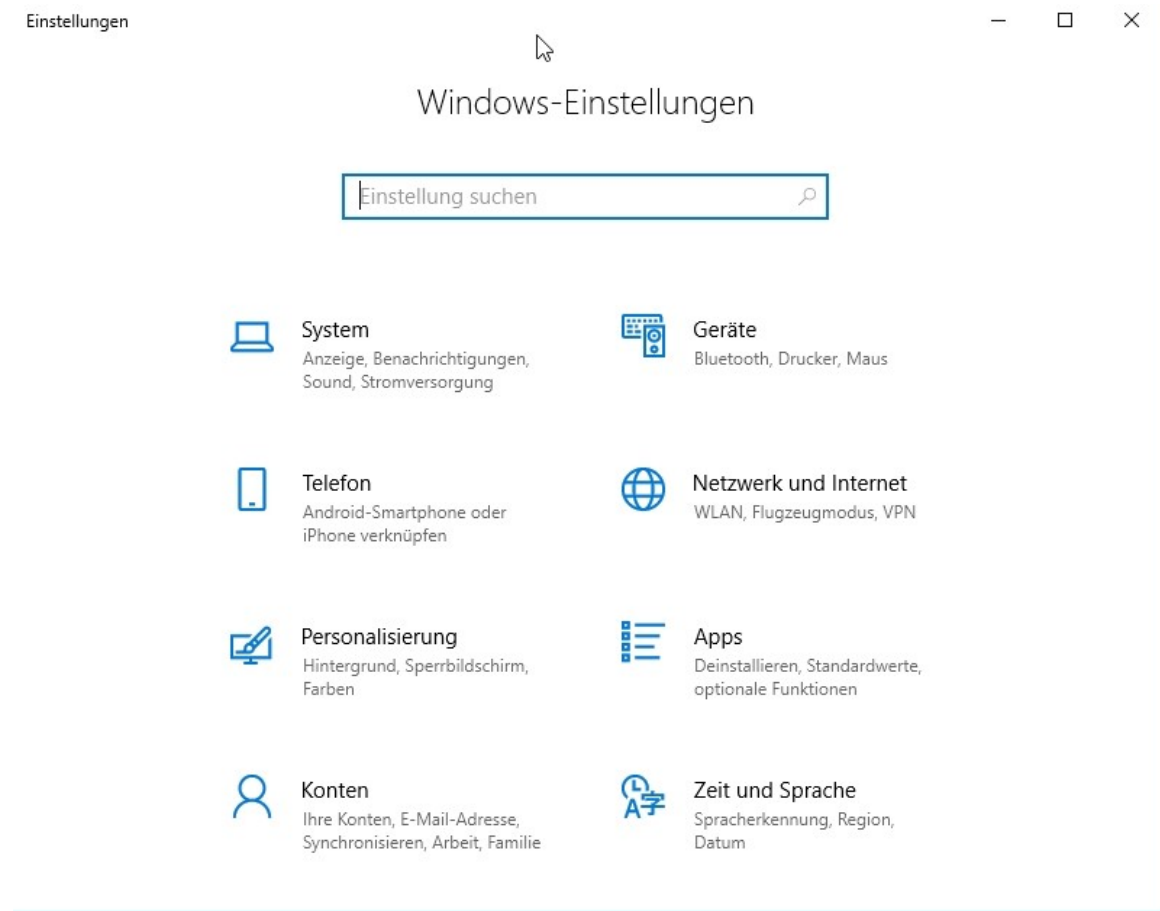 Einstellungen
Windows-Einstellungen
Einstellung suchen
System
Anzeige, Benachrichtigungen,
Sound, Stromversorgung
Geräte
Bluetooth, Drucker, Maus
Telefon
Android-Smartphone oder
iPhone verknüpfen
Netzwerk und Internet
WLAN, Flugzeugmodus, VPN
Personalisierung
Hintergrund, Sperrbildschirm,
Farben
Apps
Deinstallieren, Standardwerte,
optionale Funktionen
Konten
Ihre Konten, E-Mail-Adresse,
Synchronisieren, Arbeit, Familie
Zeit und Sprache
Spracherkennung, Region,
Datum